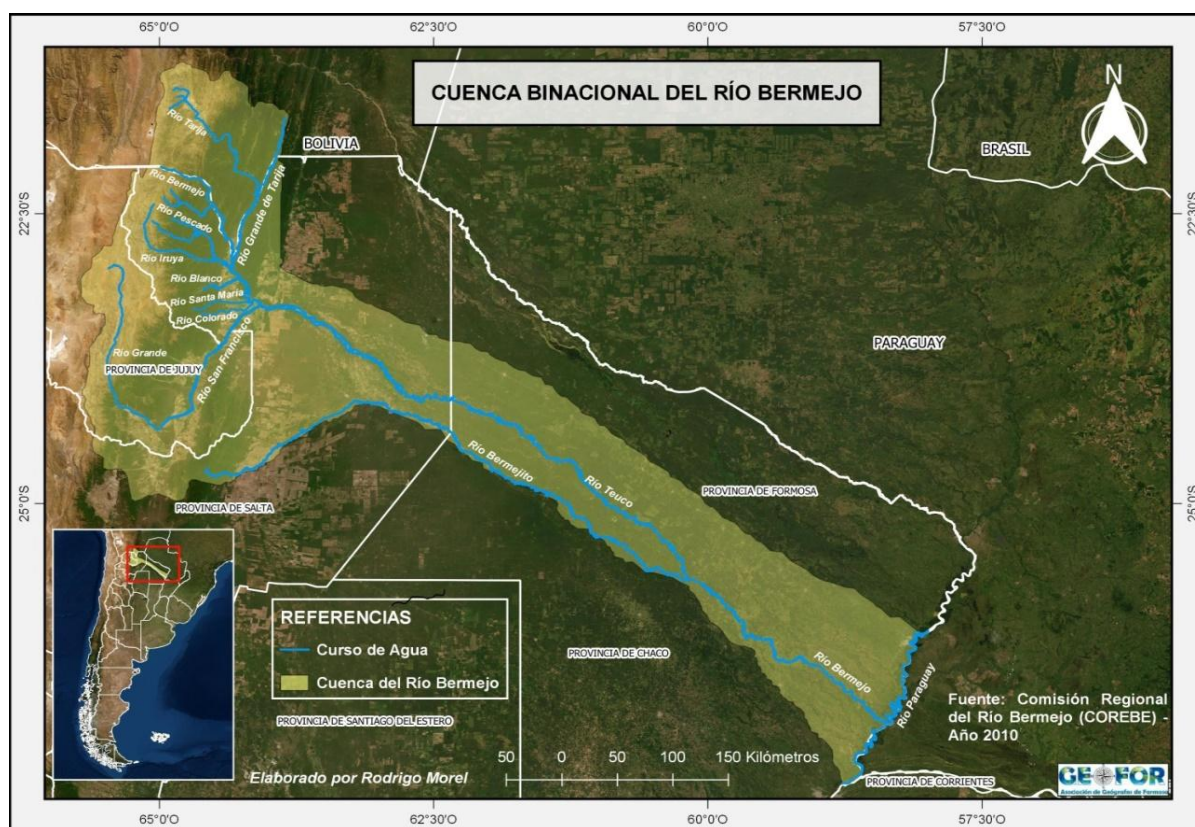 65°0'O 62°30'O 60°0'O 57°30'O
CUENCA BINACIONAL DEL RÍO BERMEJO
N
BOLIVIA
BRASIL
Río Tarija
Río Bermejo
Río Grande de Tarija
22°30'S 22°30'S
Río Pescado
Río Iruya
Río Blanco
Río Santa María
Río Colorado
PARAGUAY
Río Grande
PROVINCIA DE JUJUY
Río San Francisco
Río Bermejito
Río Teuco
PROVINCIA DE FORMOSA
25°0'S 25°0'S
PROVINCIA DE SALTA
REFERENCIAS
Curso de Agua
Cuenca del Río Bermejo
PROVINCIA DE CHACO
Río Bermejo
Río Paraguay
PROVINCIA DE SANTIAGO DEL ESTERO
Fuente: Comisión Regional
del Río Bermejo (COREBE) -
Año 2010
50 0 50 100 150 Kilómetros
Elaborado por Rodrigo Morel
GEOFOR
Asociación de Geógrafos de Formosa
PROVINCIA DE CORRIENTES
65°0'O 62°30'O 60°0'O 57°30'O